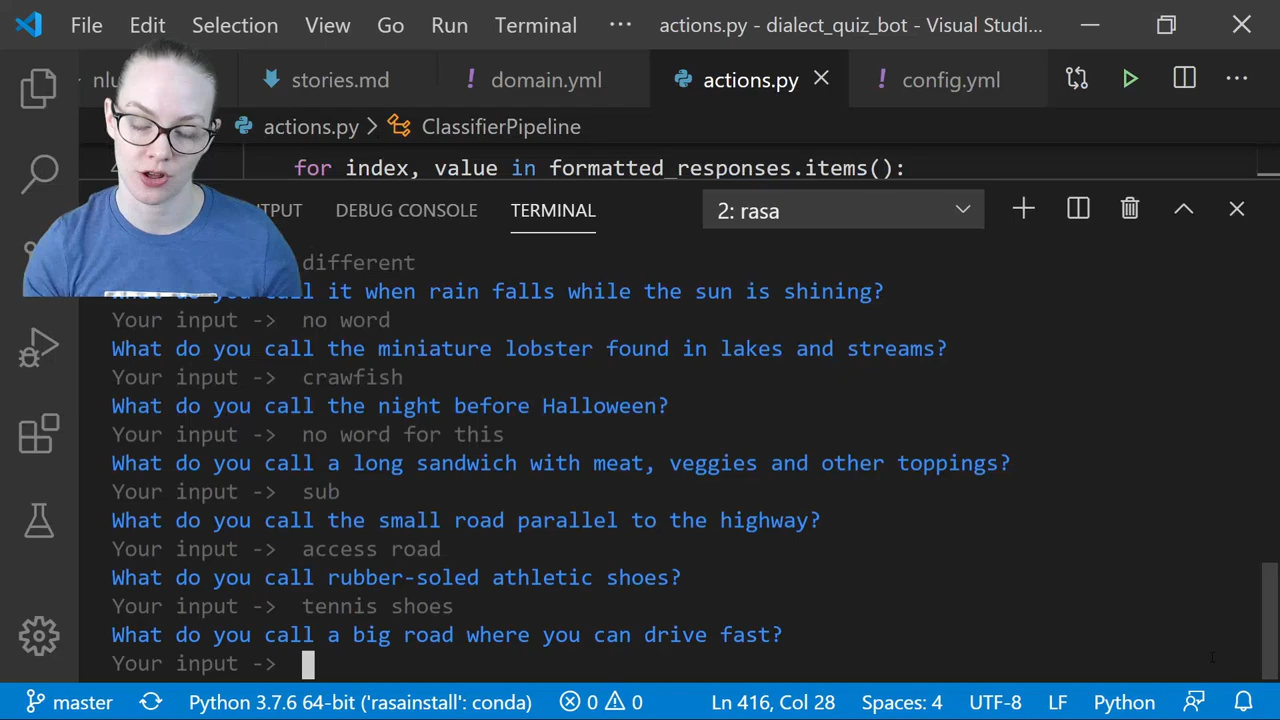 File Edit Selection View Go Run Terminal ··· actions.py - dialect_quiz_bot - Visual Studi...
stories.md domain.yml actions.py config.yml ···
actions.py > ClassifierPipeline
for index, value in formatted_responses.items():
DEBUG CONSOLE TERMINAL 2: rasa
different
call it when rain falls while the sun is shining?
Your input -> no word
What do you call the miniature lobster found in lakes and streams?
Your input -> crawfish
What do you call the night before Halloween?
Your input -> no word for this
What do you call a long sandwich with meat, veggies and other toppings?
Your input -> sub
What do you call the small road parallel to the highway?
Your input -> access road
What do you call rubber-soled athletic shoes?
Your input -> tennis shoes
What do you call a big road where you can drive fast?
Your input ->
master Python 3.7.6 64-bit ('rasainstall': conda) 0 0 Ln 416, Col 28 Spaces: 4 UTF-8 LF Python